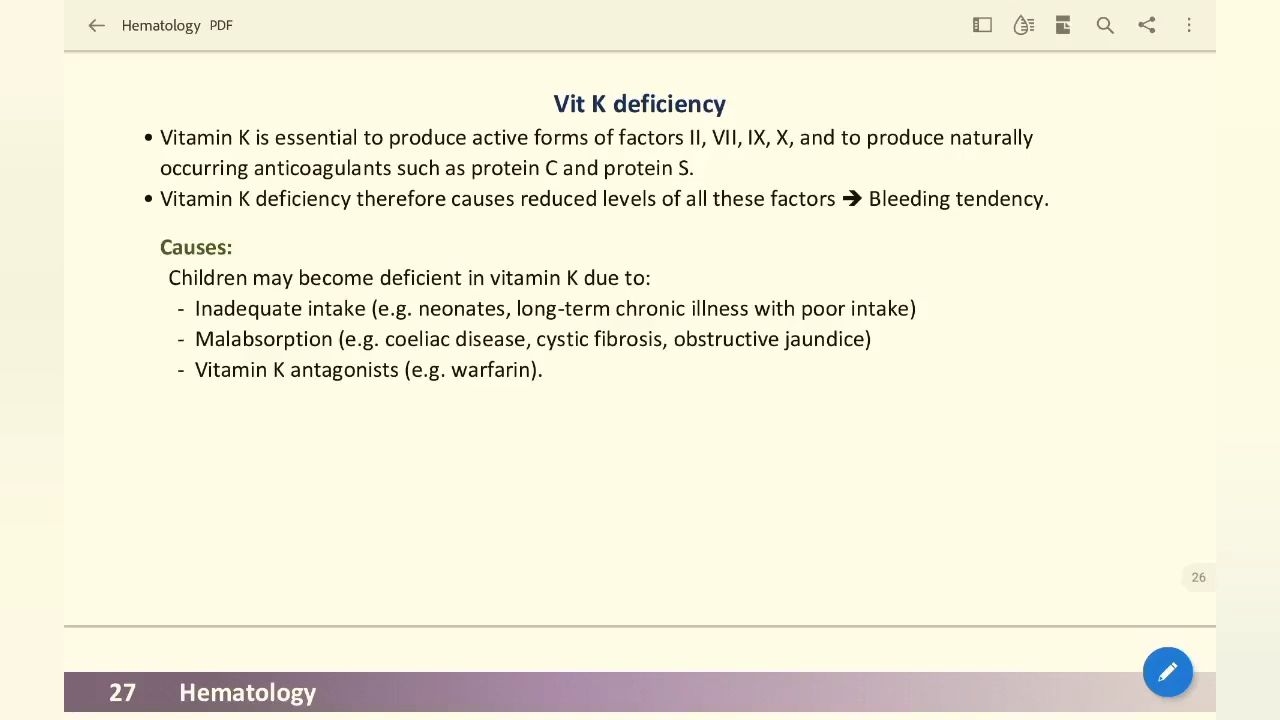 Hematology PDF
Vit K deficiency
• Vitamin K is essential to produce active forms of factors II, VII, IX, X, and to produce naturally
occurring anticoagulants such as protein C and protein S.
• Vitamin K deficiency therefore causes reduced levels of all these factors ➔ Bleeding tendency.
Causes:
Children may become deficient in vitamin K due to:
- Inadequate intake (e.g. neonates, long-term chronic illness with poor intake)
- Malabsorption (e.g. coeliac disease, cystic fibrosis, obstructive jaundice)
- Vitamin K antagonists (e.g. warfarin).
26
27 Hematology